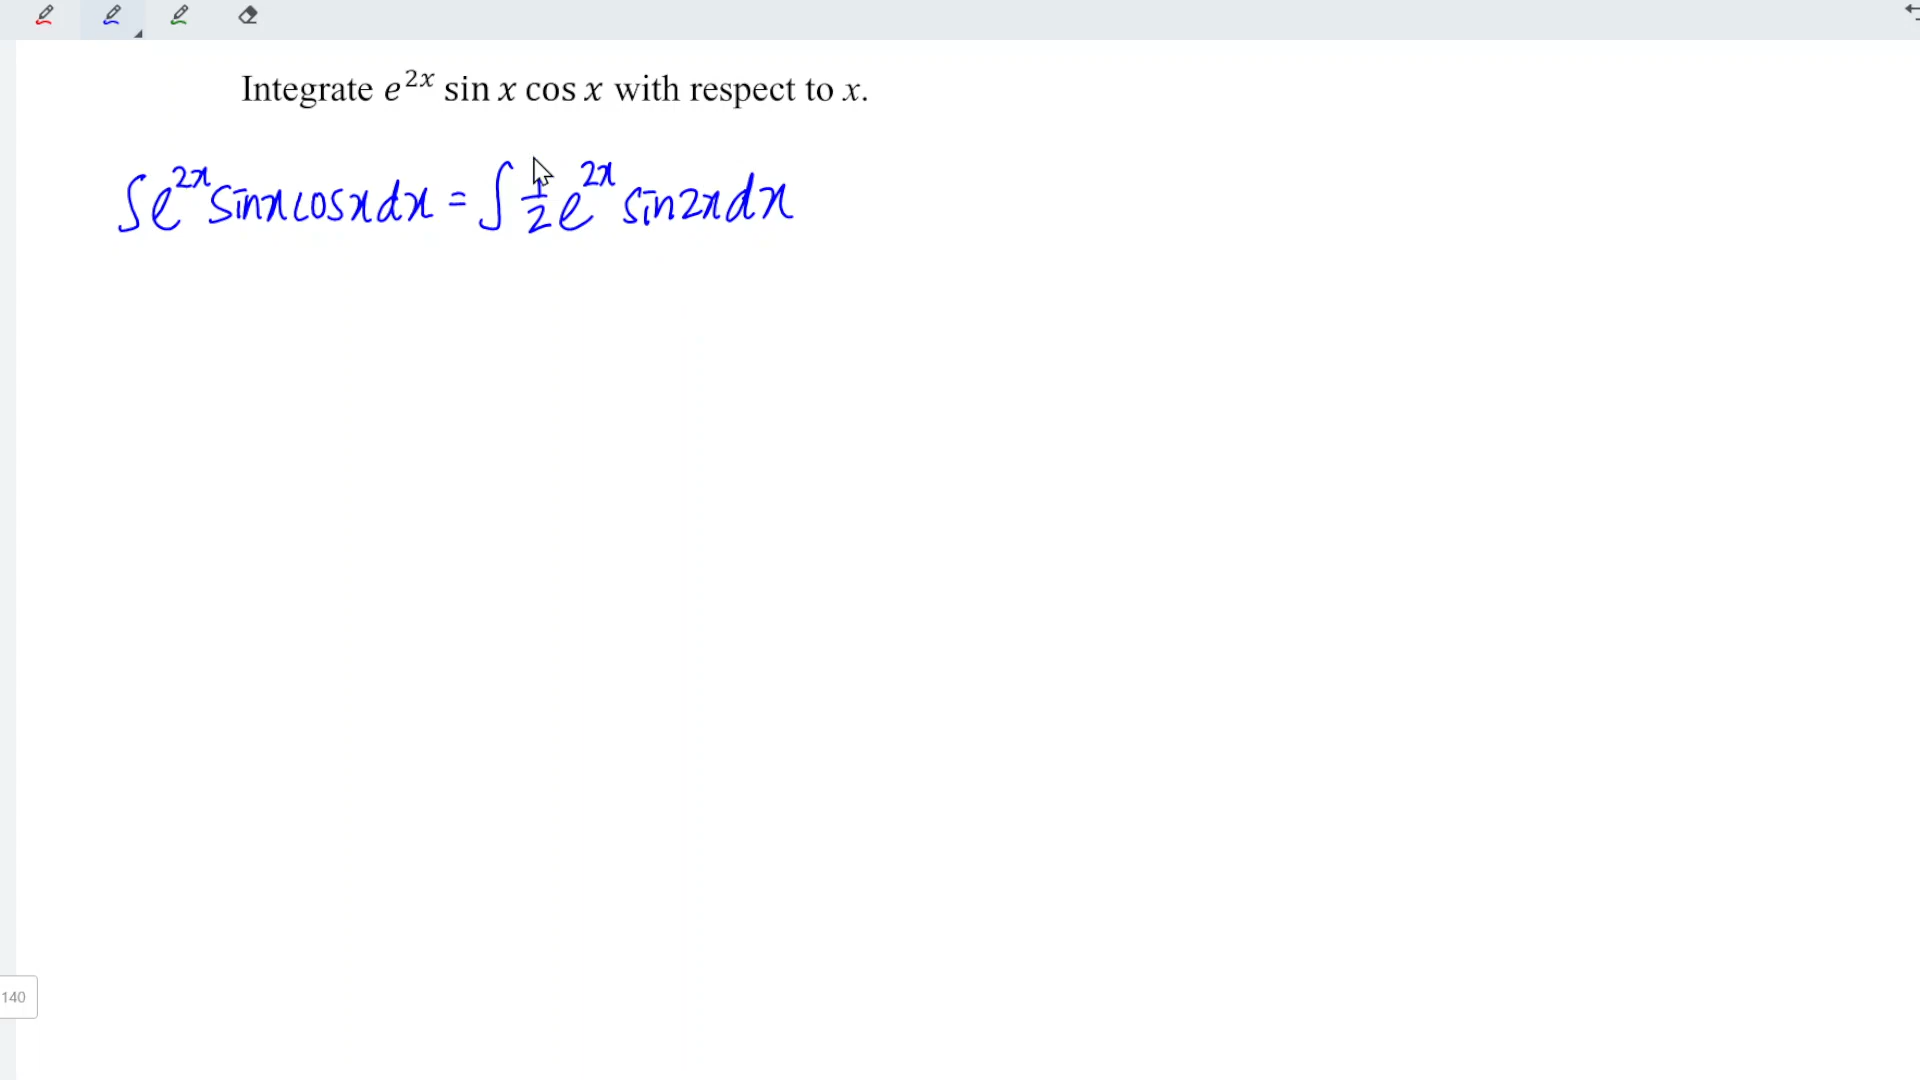 Integrate e^{2x} sin x cos x with respect to x.
∫e^{2x} sinx cosx dx = ∫ 1/2 e^{2x} sin2x dx
140